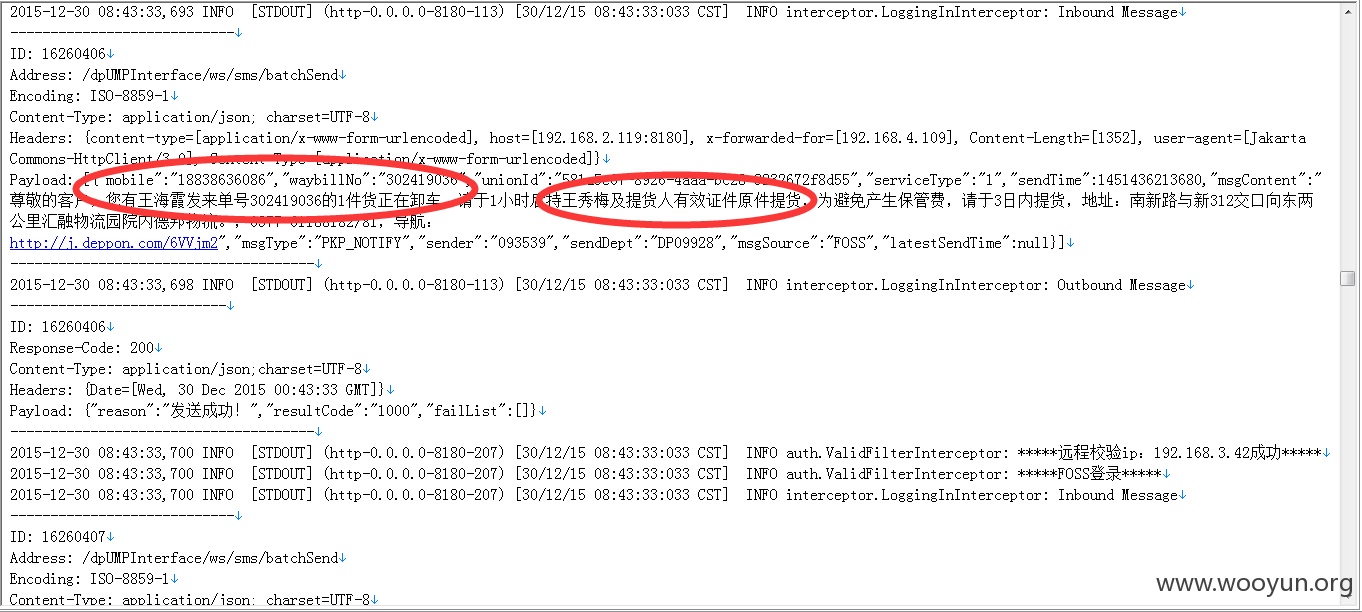 2015-12-30 08:43:33,693 INFO  [STDOUT] (http-0.0.0.0-8180-113) [30/12/15 08:43:33:033 CST]  INFO interceptor.LoggingInInterceptor: Inbound Message↓
----------------------------↓
ID: 16260406↓
Address: /dpUMPInterface/ws/sms/batchSend↓
Encoding: ISO-8859-1↓
Content-Type: application/json; charset=UTF-8↓
Headers: {content-type=[application/x-www-form-urlencoded], host=[192.168.2.119:8180], x-forwarded-for=[192.168.4.109], Content-Length=[1352], user-agent=[Jakarta
Commons-HttpClient/3.0], Content-Type=[application/x-www-form-urlencoded]}↓
Payload: [{"mobile":"18838636086","waybillNo":"302419036","unionId":"","serviceType":"1","sendTime":1451436213680,"msgContent":"
尊敬的客户，您有王海霞发来单号302419036的1件货正在卸车，请于1小时后持王秀梅及提货人有效证件原件提货，为避免产生保管费，请于3日内提货，地址：南新路与新312交口向东两
公里汇融物流园院内德邦物流。，导航：
http://j.deppon.com/6VVjm2","msgType":"PKP_NOTIFY","sender":"093539","sendDept":"DP09928","msgSource":"FOSS","latestSendTime":null}]↓
--------------------------------------↓
2015-12-30 08:43:33,698 INFO  [STDOUT] (http-0.0.0.0-8180-113) [30/12/15 08:43:33:033 CST]  INFO interceptor.LoggingInInterceptor: Outbound Message↓
---------------------------↓
ID: 16260406↓
Response-Code: 200↓
Content-Type: application/json;charset=UTF-8↓
Headers: {Date=[Wed, 30 Dec 2015 00:43:33 GMT]}↓
Payload: {"reason":"发送成功！","resultCode":"1000","failList":[]}↓
--------------------------------------↓
2015-12-30 08:43:33,700 INFO  [STDOUT] (http-0.0.0.0-8180-207) [30/12/15 08:43:33:033 CST]  INFO auth.ValidFilterInterceptor: *****远程校验ip：192.168.3.42成功*****↓
2015-12-30 08:43:33,700 INFO  [STDOUT] (http-0.0.0.0-8180-207) [30/12/15 08:43:33:033 CST]  INFO auth.ValidFilterInterceptor: *****FOSS登录*****↓
2015-12-30 08:43:33,700 INFO  [STDOUT] (http-0.0.0.0-8180-207) [30/12/15 08:43:33:033 CST]  INFO interceptor.LoggingInInterceptor: Inbound Message↓
----------------------------↓
ID: 16260407↓
Address: /dpUMPInterface/ws/sms/batchSend↓
Encoding: ISO-8859-1↓
Content-Type: application/json; charset=UTF-8↓
www.wooyun.org